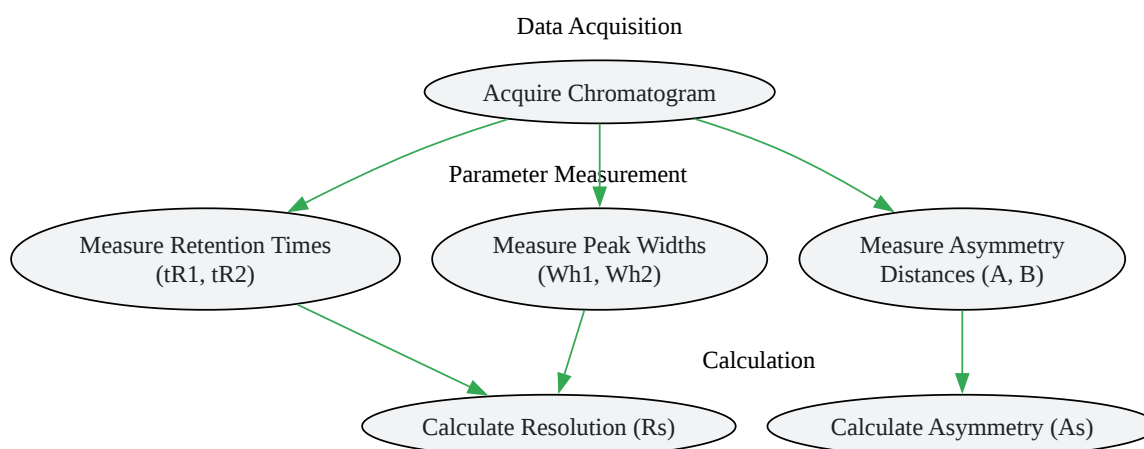 Data Acquisition
Acquire Chromatogram
Parameter Measurement
Measure Retention Times
(tR1, tR2)
Measure Peak Widths
(Wh1, Wh2)
Measure Asymmetry
Distances (A, B)
Calculation
Calculate Resolution (Rs)
Calculate Asymmetry (As)